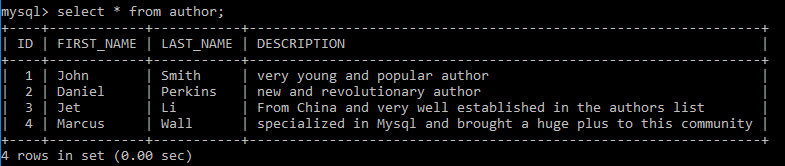 mysql> select * from author;
+----+------------+-----------+----------------------------------------------------------------+
| ID | FIRST_NAME | LAST_NAME | DESCRIPTION                                                    |
+----+------------+-----------+----------------------------------------------------------------+
|  1 | John       | Smith     | very young and popular author                                  |
|  2 | Daniel     | Perkins   | new and revolutionary author                                   |
|  3 | Jet        | Li        | From China and very well established in the authors list       |
|  4 | Marcus     | Wall      | specialized in Mysql and brought a huge plus to this community |
+----+------------+-----------+----------------------------------------------------------------+
4 rows in set (0.00 sec)